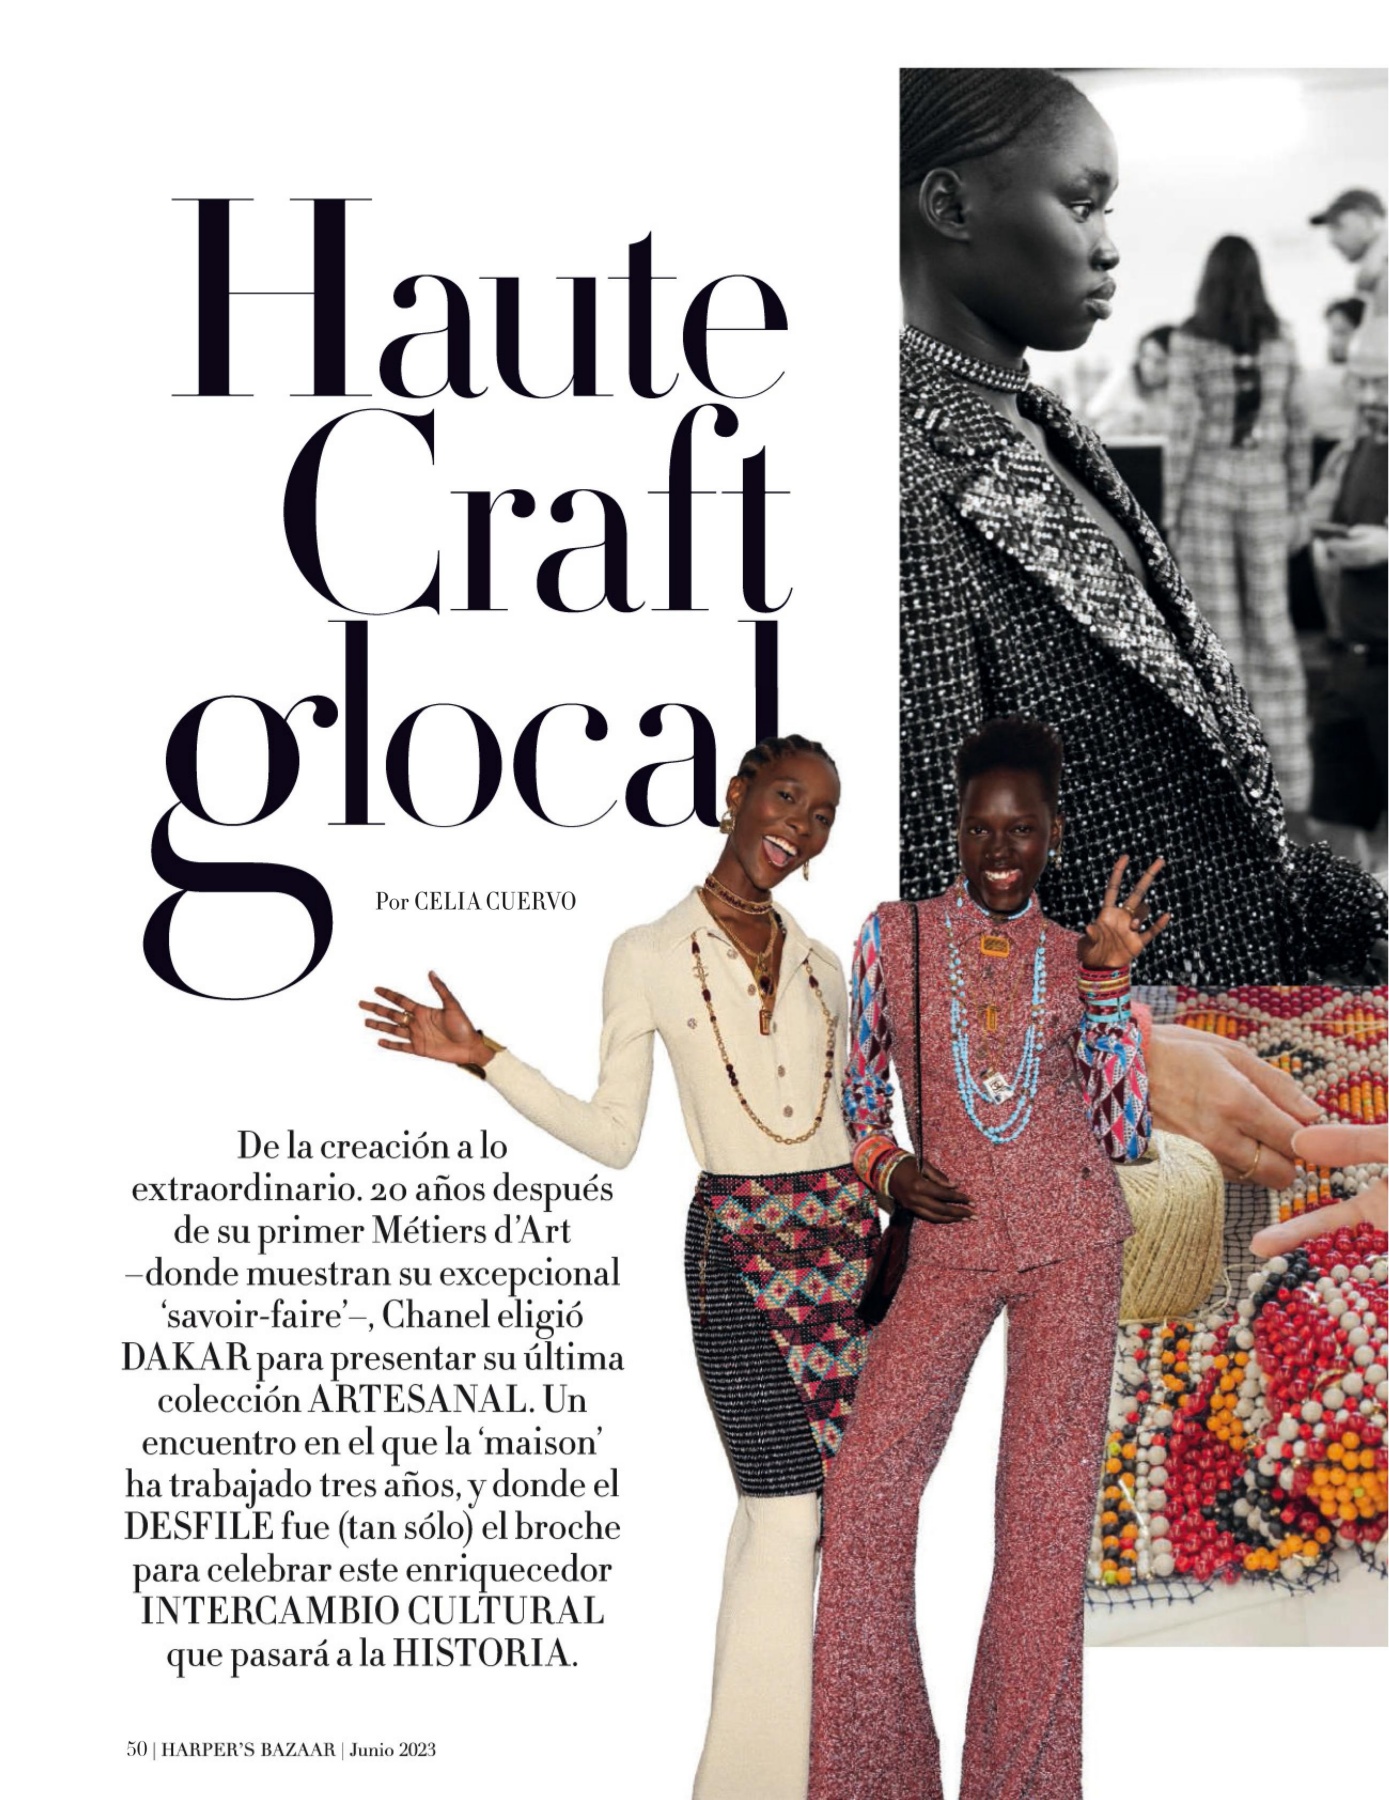 Haute
Craft
glocal
Por CELIA CUERVO
De la creación a lo
extraordinario. 20 años después
de su primer Métiers d’Art
–donde muestran su excepcional
‘savoir-faire’–, Chanel eligió
DAKAR para presentar su última
colección ARTESANAL. Un
encuentro en el que la ‘maison’
ha trabajado tres años, y donde el
DESFILE fue (tan sólo) el broche
para celebrar este enriquecedor
INTERCAMBIO CULTURAL
que pasará a la HISTORIA.
50 | HARPER’S BAZAAR | Junio 2023